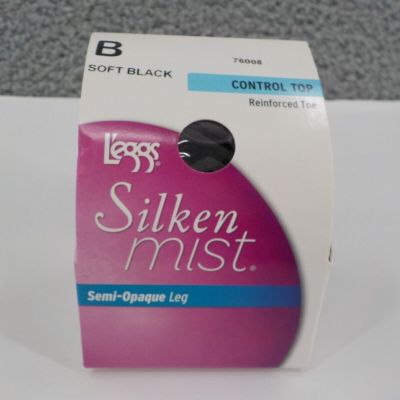 B
76008
SOFT BLACK
CONTROL TOP
Reinforced Toe
L'eggs®
Silken
mist®
Semi-Opaque Leg